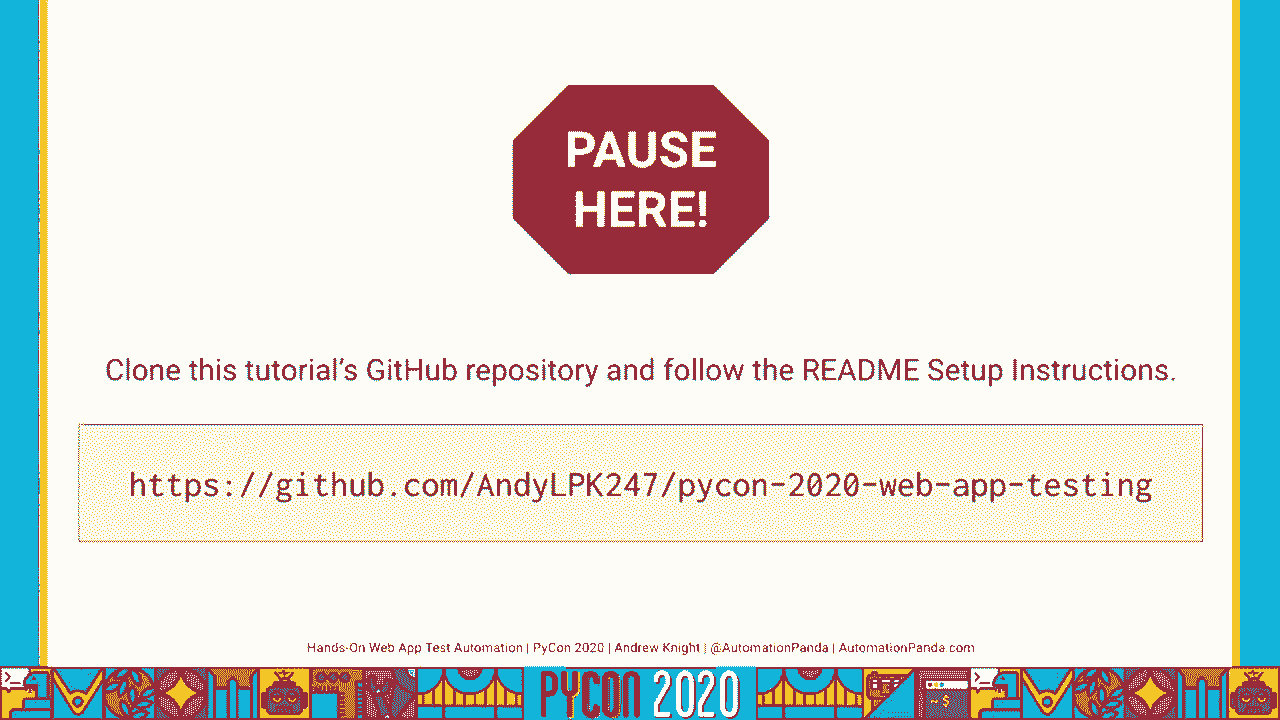 PAUSE
HERE!
Clone this tutorial’s GitHub repository and follow the README Setup Instructions.
https://github.com/AndyLPK247/pycon-2020-web-app-testing
Hands-On Web App Test Automation | PyCon 2020 | Andrew Knight | @AutomationPanda | AutomationPanda.com
PYCON 2020